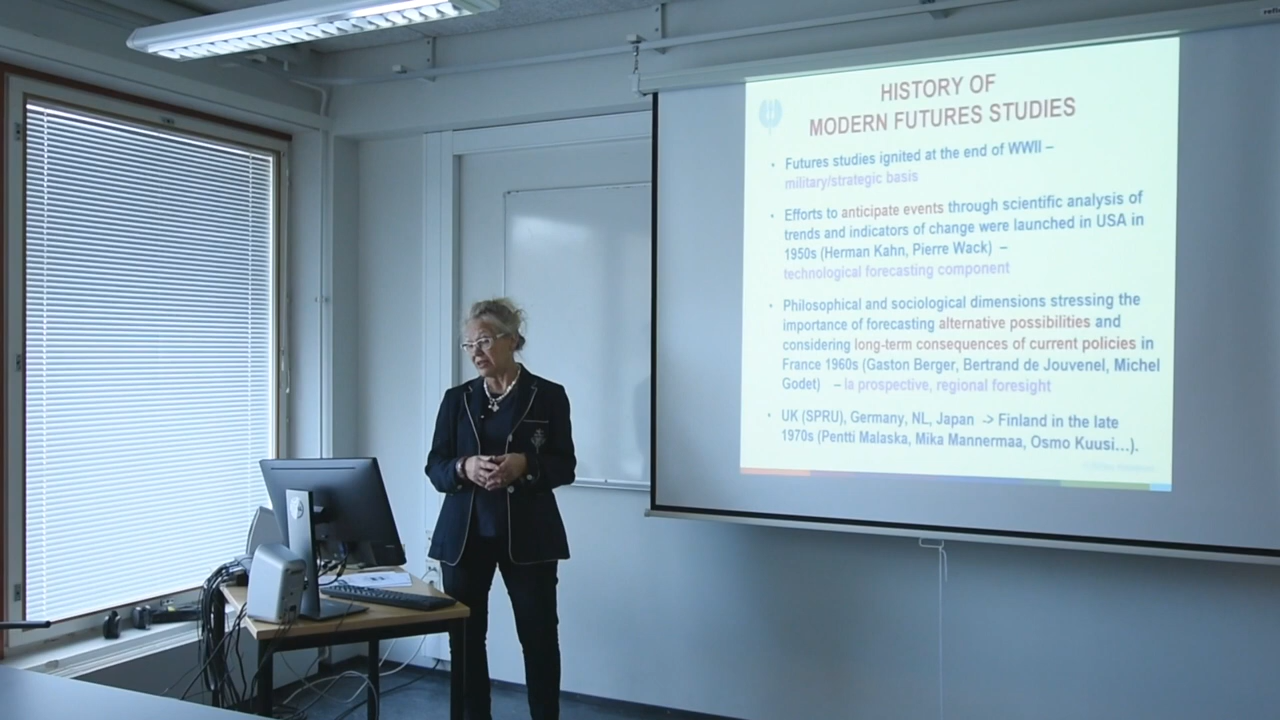 HISTORY OF
MODERN FUTURES STUDIES
• Futures studies ignited at the end of WWII –
military/strategic basis
• Efforts to anticipate events through scientific analysis of
trends and indicators of change were launched in USA in
1950s (Herman Kahn, Pierre Wack) –
technological forecasting component
• Philosophical and sociological dimensions stressing the
importance of forecasting alternative possibilities and
considering long-term consequences of current policies in
France 1960s (Gaston Berger, Bertrand de Jouvenel, Michel
Godet) – la prospective, regional foresight
• UK (SPRU), Germany, NL, Japan -> Finland in the late
1970s (Pentti Malaska, Mika Mannermaa, Osmo Kuusi…).